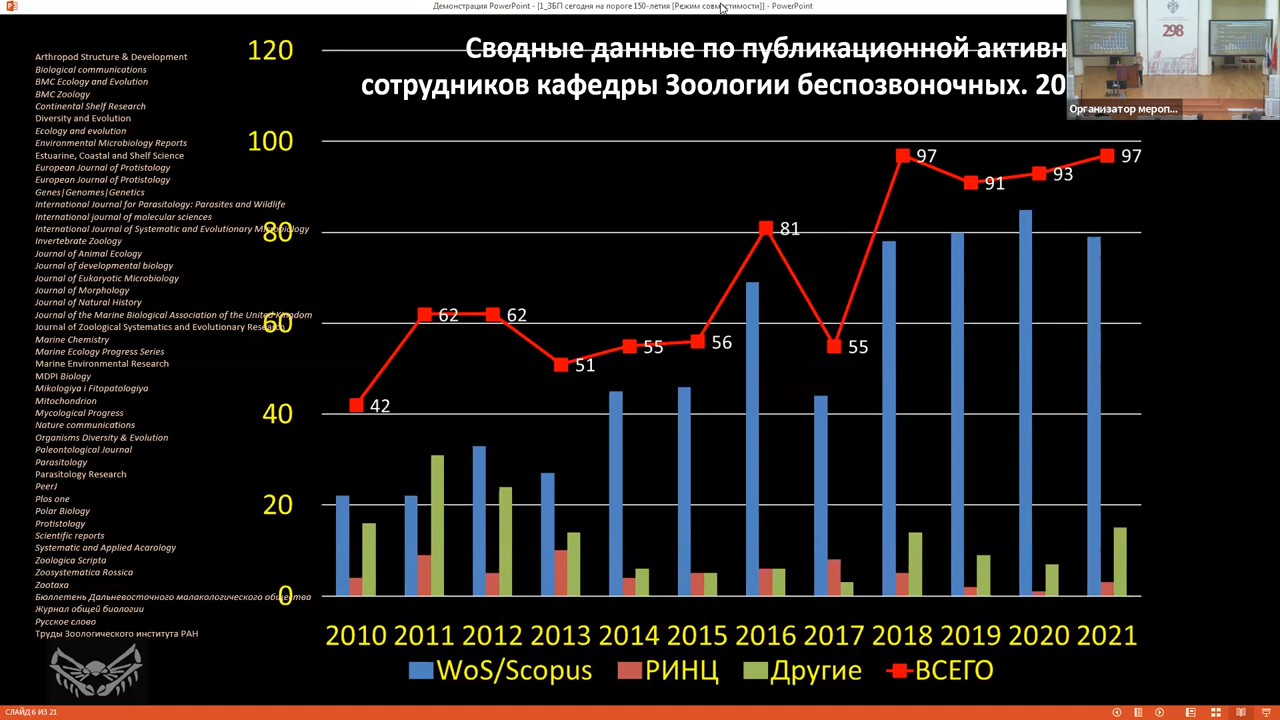 Демонстрация PowerPoint - [1_ЗБП сегодня на пороге 150-летия [Режим совместимости]] - PowerPoint
298
Организатор мероп...
Сводные данные по публикационной активн
сотрудников кафедры Зоологии беспозвоночных. 20
Arthropod Structure & Development
Biological communications
BMC Ecology and Evolution
BMC Zoology
Continental Shelf Research
Diversity and Evolution
Ecology and evolution
Environmental Microbiology Reports
Estuarine, Coastal and Shelf Science
European Journal of Protistology
European Journal of Protistology
Genes|Genomes|Genetics
International Journal for Parasitology: Parasites and Wildlife
International journal of molecular sciences
International Journal of Systematic and Evolutionary Microbiology
Invertebrate Zoology
Journal of Animal Ecology
Journal of developmental biology
Journal of Eukaryotic Microbiology
Journal of Morphology
Journal of Natural History
Journal of the Marine Biological Association of the United Kingdom
Journal of Zoological Systematics and Evolutionary Research
Marine Chemistry
Marine Ecology Progress Series
Marine Environmental Research
MDPI Biology
Mikologiya i Fitopatologiya
Mitochondrion
Mycological Progress
Nature communications
Organisms Diversity & Evolution
Paleontological Journal
Parasitology
Parasitology Research
PeerJ
Plos one
Polar Biology
Protistology
Scientific reports
Systematic and Applied Acarology
Zoologica Scripta
Zoosystematica Rossica
Zootaxa
Бюллетень Дальневосточного малакологического общества
Журнал общей биологии
Русское слово
Труды Зоологического института РАН
120
100
80
60
40
20
0
42
62
62
51
55
56
81
55
97
91
93
97
2010 2011 2012 2013 2014 2015 2016 2017 2018 2019 2020 2021
WoS/Scopus РИНЦ Другие ВСЕГО
СЛАЙД 6 ИЗ 21